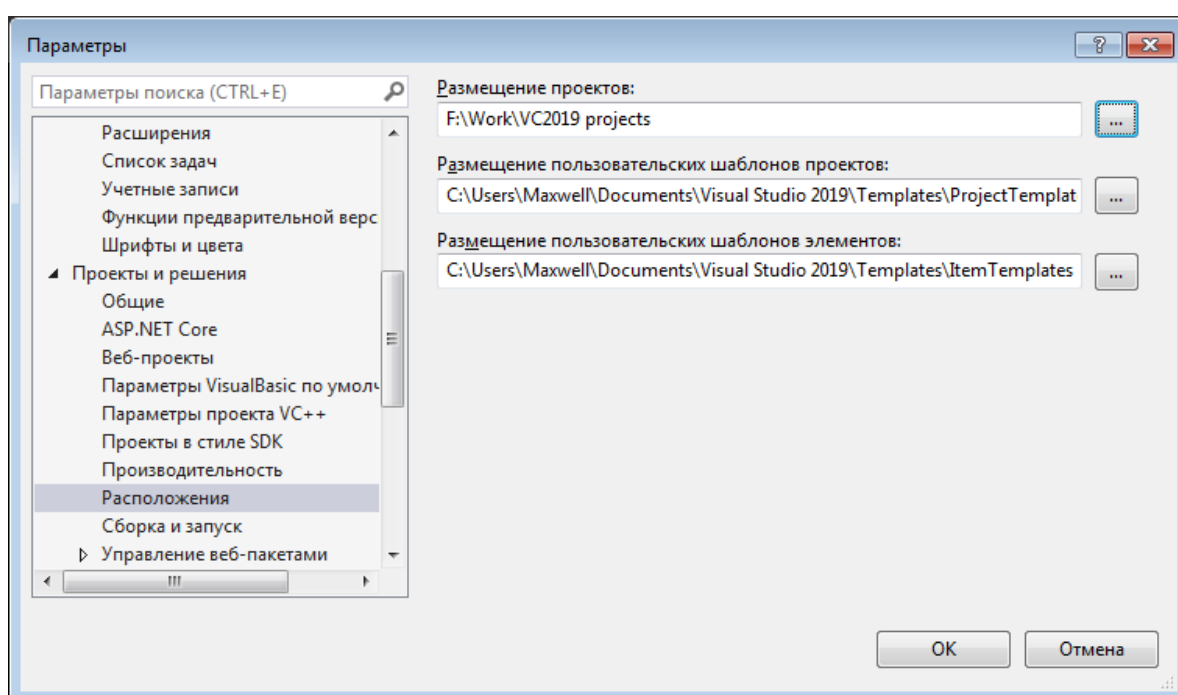 Параметры
Параметры поиска (CTRL+E)
Расширения
Список задач
Учетные записи
Функции предварительной верс
Шрифты и цвета
Проекты и решения
Общие
ASP.NET Core
Веб-проекты
Параметры VisualBasic по умолч
Параметры проекта VC++
Проекты в стиле SDK
Производительность
Расположения
Сборка и запуск
Управление веб-пакетами
Размещение проектов:
F:\Work\VC2019 projects
...
Размещение пользовательских шаблонов проектов:
C:\Users\Maxwell\Documents\Visual Studio 2019\Templates\ProjectTemplat
...
Размещение пользовательских шаблонов элементов:
C:\Users\Maxwell\Documents\Visual Studio 2019\Templates\ItemTemplates
...
OK
Отмена